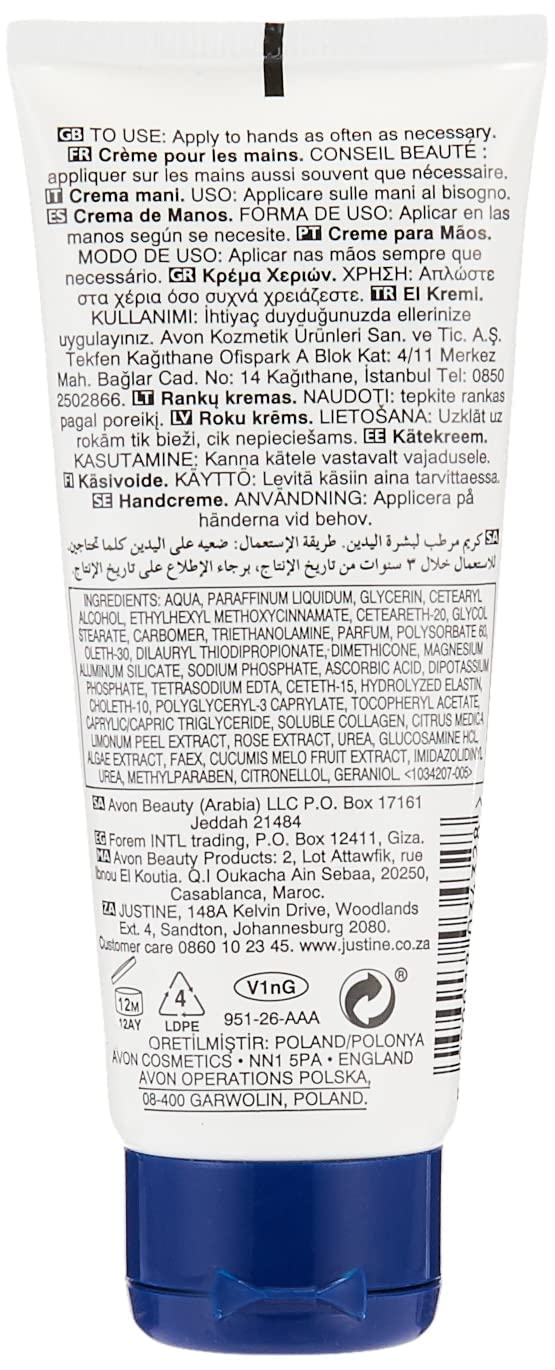 GB TO USE: Apply to hands as often as necessary.
FR Crème pour les mains. CONSEIL BEAUTÉ :
appliquer sur les mains aussi souvent que nécessaire.
IT Crema mani. USO: Applicare sulle mani al bisogno.
ES Crema de Manos. FORMA DE USO: Aplicar en las
manos según se necesite. PT Creme para Mãos.
MODO DE USO: Aplicar nas mãos sempre que
necessário. GR Κρέμα Χεριών. ΧΡΗΣΗ: Απλώστε
στα χέρια όσο συχνά χρειάζεστε. TR El Kremi.
KULLANIMI: İhtiyaç duyduğunuzda ellerinize
uygulayınız. Avon Kozmetik Ürünleri San. ve Tic. A.Ş.
Tekfen Kağıthane Ofispark A Blok Kat: 4/11 Merkez
Mah. Bağlar Cad. No: 14 Kağıthane, İstanbul Tel: 0850
2502866. LT Rankų kremas. NAUDOTI: tepkite rankas
pagal poreikį. LV Roku krēms. LIETOŠANA: Uzklāt uz
rokām tik bieži, cik nepieciešams. EE Kätekreem.
KASUTAMINE: Kanna kätele vastavalt vajadusele.
FI Käsivoide. KÄYTTÖ: Levitä käsiin aina tarvittaessa.
SE Handcreme. ANVÄNDNING: Applicera på
händerna vid behov.
SA كريم مرطب لبشرة اليدين. طريقة الإستعمال: ضعيه على اليدين كلما تحتاجين.
للاستعمال خلال ٣ سنوات من تاريخ الإنتاج، برجاء الإطلاع على تاريخ الإنتاج.
INGREDIENTS: AQUA, PARAFFINUM LIQUIDUM, GLYCERIN, CETEARYL
ALCOHOL, ETHYLHEXYL METHOXYCINNAMATE, CETEARETH-20, GLYCOL
STEARATE, CARBOMER, TRIETHANOLAMINE, PARFUM, POLYSORBATE 60,
OLETH-30, DILAURYL THIODIPROPIONATE, DIMETHICONE, MAGNESIUM
ALUMINUM SILICATE, SODIUM PHOSPHATE, ASCORBIC ACID, DIPOTASSIUM
PHOSPHATE, TETRASODIUM EDTA, CETETH-15, HYDROLYZED ELASTIN,
CHOLETH-10, POLYGLYCERYL-3 CAPRYLATE, TOCOPHERYL ACETATE,
CAPRYLIC/CAPRIC TRIGLYCERIDE, SOLUBLE COLLAGEN, CITRUS MEDICA
LIMONUM PEEL EXTRACT, ROSE EXTRACT, UREA, GLUCOSAMINE HCL,
ALGAE EXTRACT, FAEX, CUCUMIS MELO FRUIT EXTRACT, IMIDAZOLIDINYL
UREA, METHYLPARABEN, CITRONELLOL, GERANIOL. <1034207-005>
SA Avon Beauty (Arabia) LLC P.O. Box 17161
Jeddah 21484
EG Forem INTL trading, P.O. Box 12411, Giza.
MA Avon Beauty Products: 2, Lot Attawfik, rue
Ibnou El Koutia. Q.I Oukacha Ain Sebaa, 20250,
Casablanca, Maroc.
ZA JUSTINE, 148A Kelvin Drive, Woodlands
Ext. 4, Sandton, Johannesburg 2080.
Customer care 0860 10 23 45. www.justine.co.za
12M
12AY
4
LDPE
V1nG
951-26-AAA
®
ÜRETİLMİŞTİR: POLAND/POLONYA
AVON COSMETICS • NN1 5PA • ENGLAND
AVON OPERATIONS POLSKA,
08-400 GARWOLIN, POLAND.